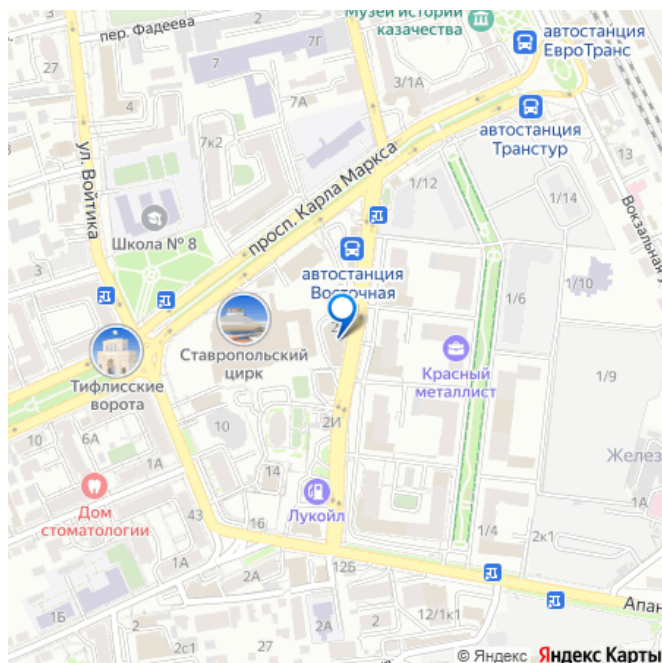 Музей истории
казачества
пер. Фадеева
автостанция
ЕвроТранс
2
7Г
27
7
3/1А
4
7А
автостанция
Транстур
ул. Войтика
7к2
13
просп. Карла Маркса
1/12
1/14
Вокзальная
Школа № 8
3
автостанция
Восточная
1/10
1/6
Ставропольский
цирк
Тифлисские
ворота
Красный
металлист
1/9
10
6А
10
2И
1А
14
Желез
Дом
стоматологии
43
Лукойл
1А
16
1/4
2к1
1А
2А
12Б
1Б
2
2
12/1к1
Апан
2с1
27
2А
3
© Яндекс Яндекс Карты